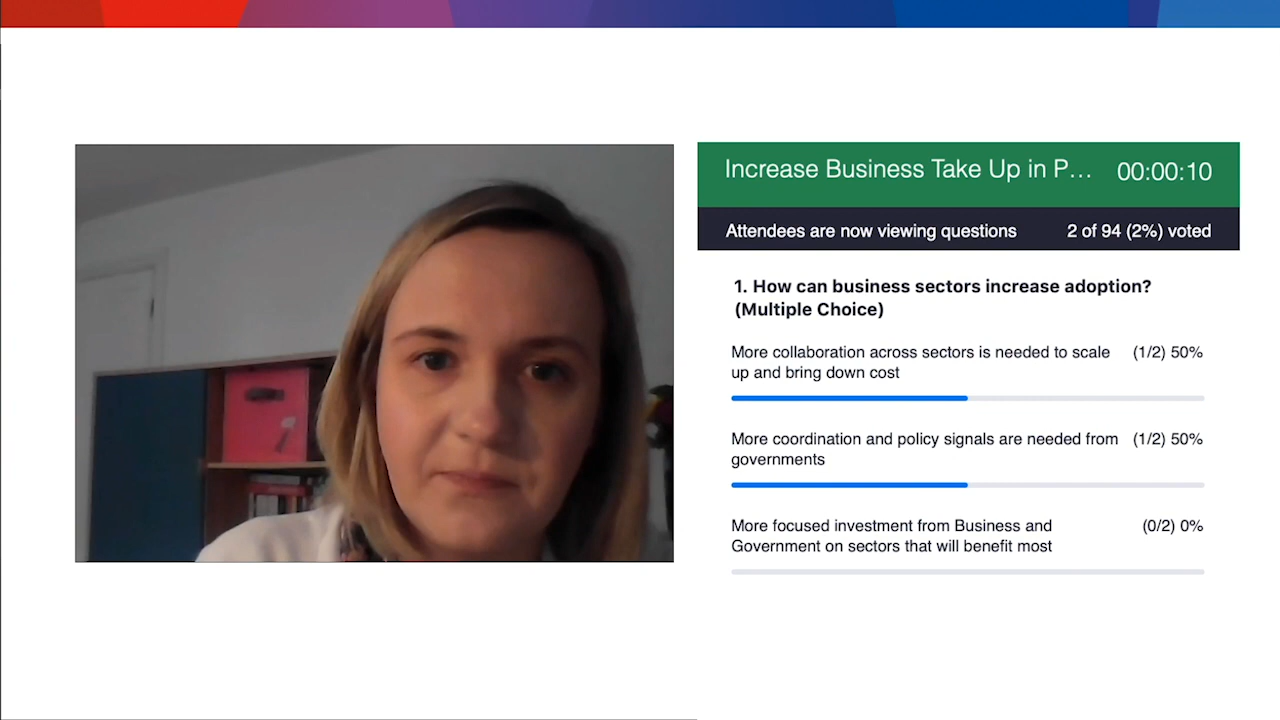 Increase Business Take Up in P...
00:00:10
Attendees are now viewing questions
2 of 94 (2%) voted
1. How can business sectors increase adoption?
(Multiple Choice)
More collaboration across sectors is needed to scale
up and bring down cost
(1/2) 50%
More coordination and policy signals are needed from
governments
(1/2) 50%
More focused investment from Business and
Government on sectors that will benefit most
(0/2) 0%